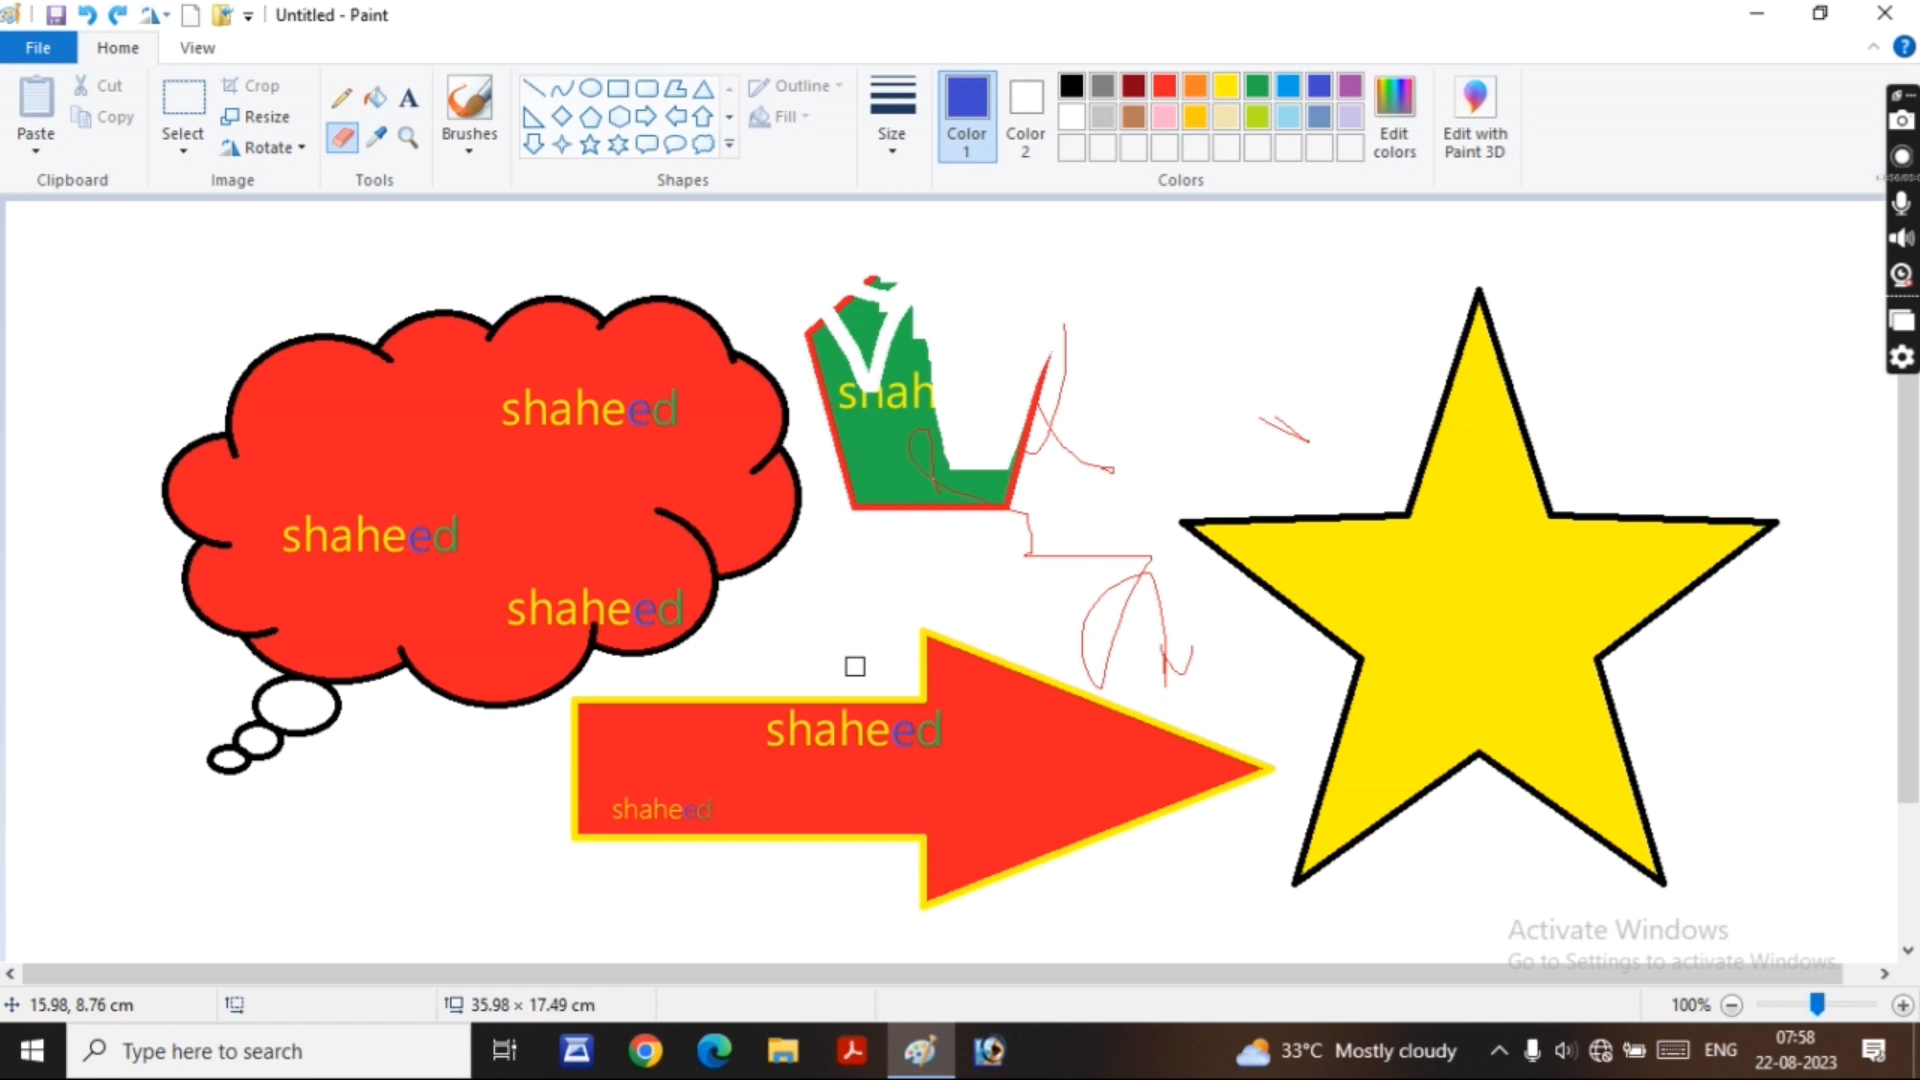 Untitled - Paint
File Home View
Paste
Cut
Copy
Clipboard
Select
Crop
Resize
Rotate
Image
A
Tools
Brushes
Shapes
Outline
Fill
Size
Color 1
Color 2
Colors
Edit colors
Edit with Paint 3D
shaheed
shaheed
shaheed
shah
shaheed
shaheed
Activate Windows
Go to Settings to activate Windows.
15.98, 8.76 cm
35.98 × 17.49 cm
100%
Type here to search
33°C Mostly cloudy
ENG
07:58
22-08-2023